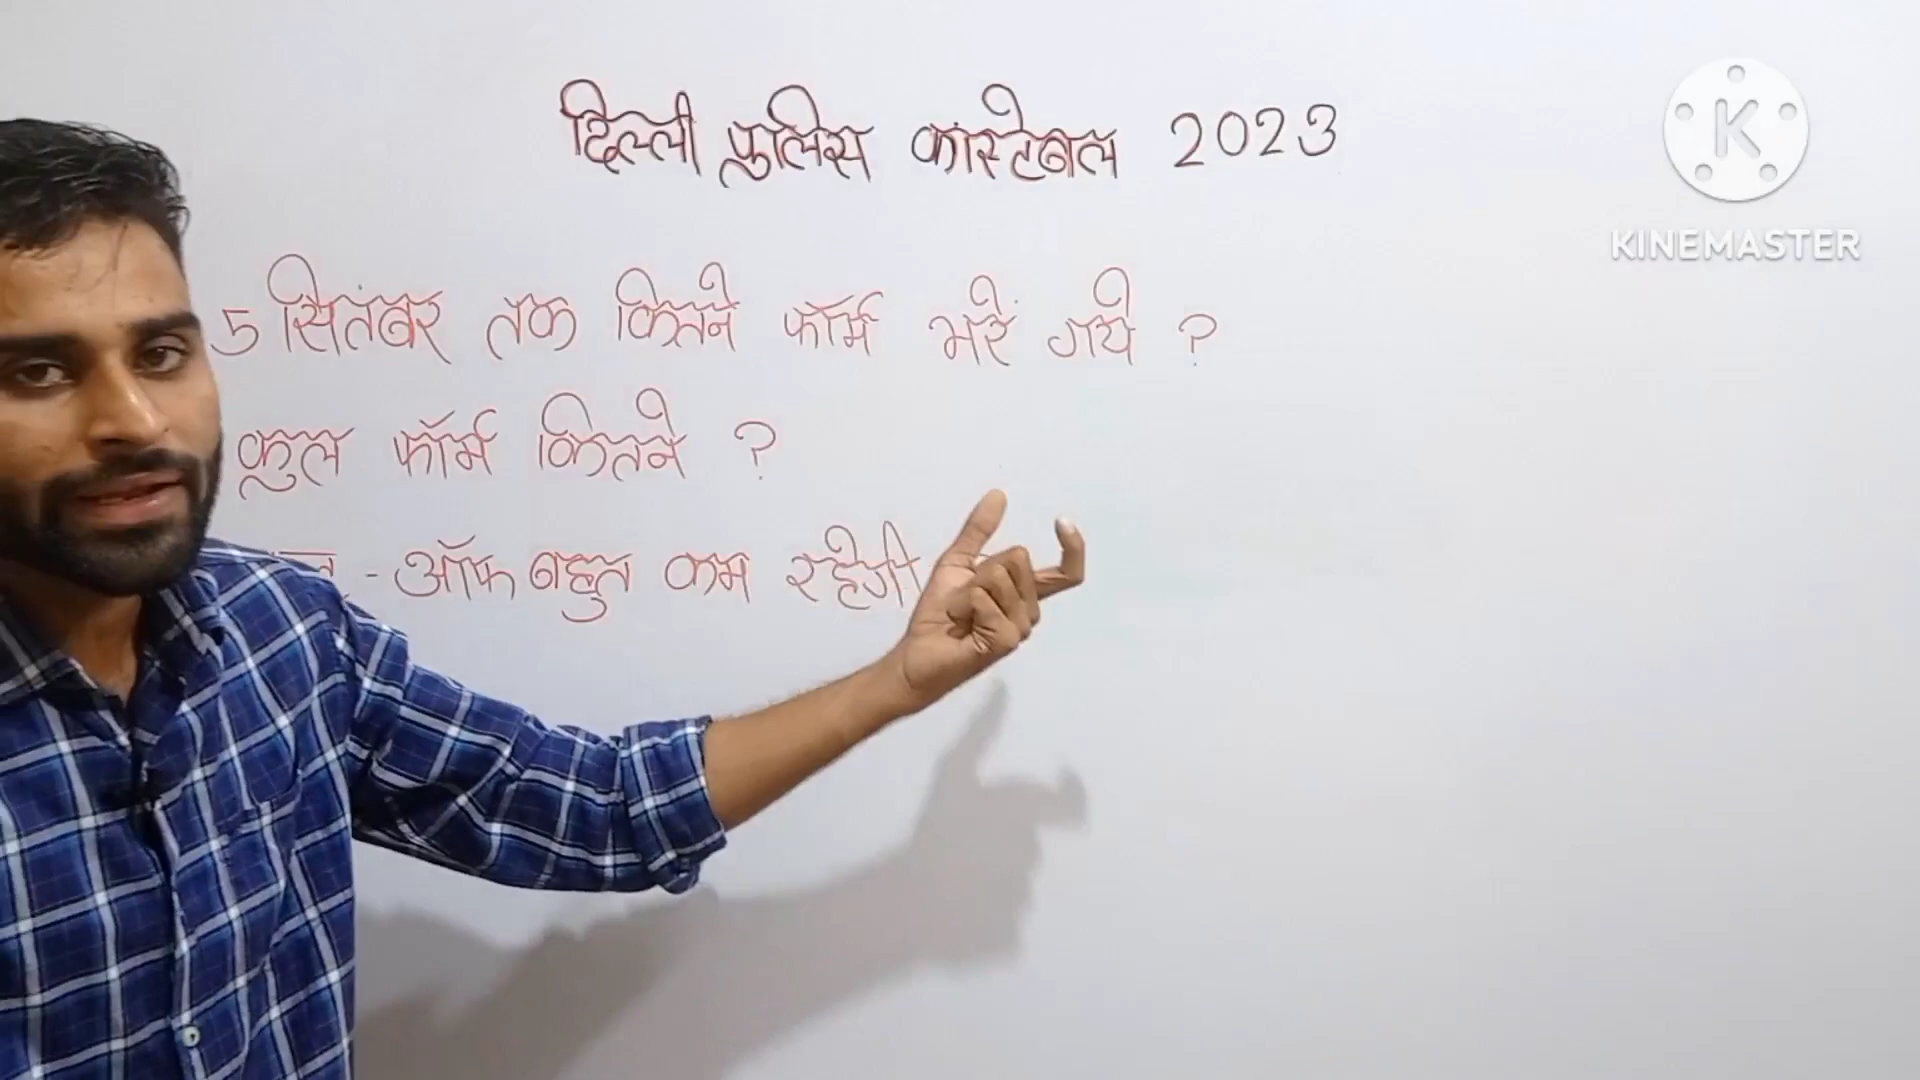 दिल्ली पुलिस कांस्टेबल 2023
5 सितंबर तक कितने फॉर्म भरें गये ?
कुल फॉर्म कितने ?
- ऑफ बहुत कम रहेगी
K
KINEMASTER